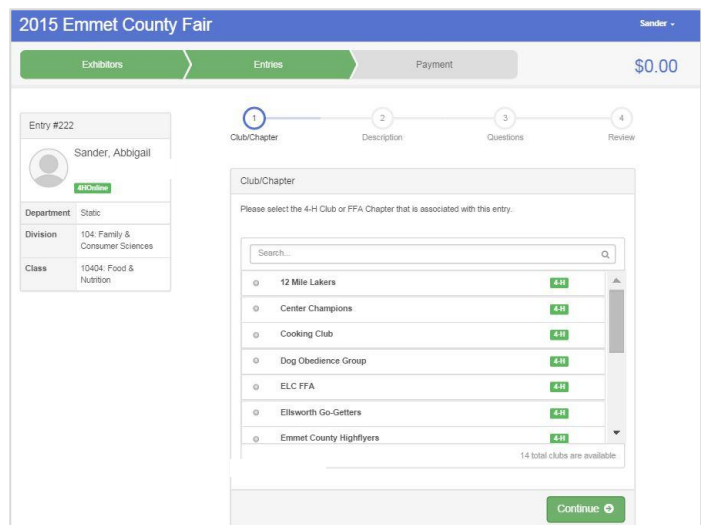 2015 Emmet County Fair
Sander
Exhibitors
Entries
Payment
$0.00
Entry #222
Sander, Abbigail
4HOnline
Department Static
Division 104: Family &
Consumer Sciences
Class 10404: Food &
Nutrition
1
2
3
4
Club/Chapter
Description
Questions
Review
Club/Chapter
Please select the 4-H Club or FFA Chapter that is associated with this entry.
Search...
12 Mile Lakers 4-H
Center Champions 4-H
Cooking Club 4-H
Dog Obedience Group 4-H
ELC FFA 4-H
Ellsworth Go-Getters 4-H
Emmet County Highflyers 4-H
14 total clubs are available
Continue